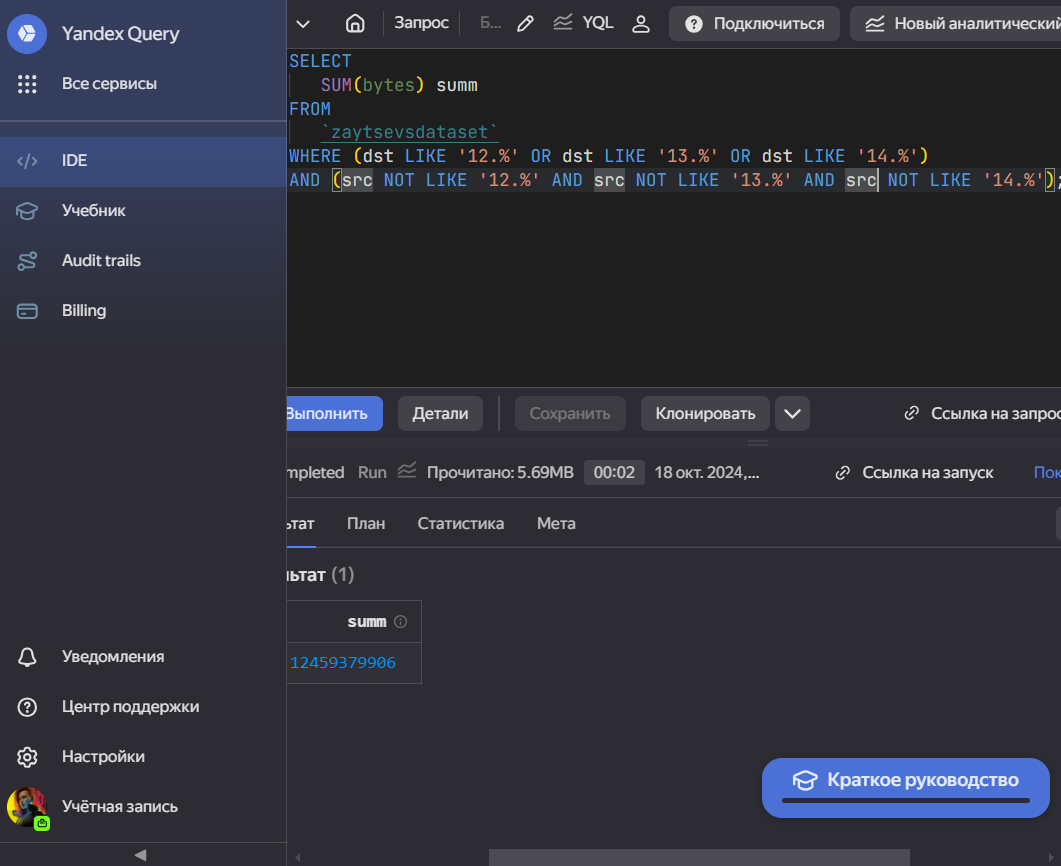 Yandex Query
Все сервисы
IDE
Учебник
Audit trails
Billing
Уведомления
Центр поддержки
Настройки
Учётная запись
Запрос
Б...
YQL
Подключиться
Новый аналитический
SELECT
SUM(bytes) summ
FROM
`zaytsevsdataset`
WHERE (dst LIKE '12.%' OR dst LIKE '13.%' OR dst LIKE '14.%')
AND (src NOT LIKE '12.%' AND src NOT LIKE '13.%' AND src NOT LIKE '14.%');
Выполнить
Детали
Сохранить
Клонировать
Ссылка на запрос
mpleted
Run
Прочитано: 5.69MB
00:02
18 окт. 2024,...
Ссылка на запуск
Пок
ьтат
План
Статистика
Мета
льтат (1)
summ
12459379906
Краткое руководство